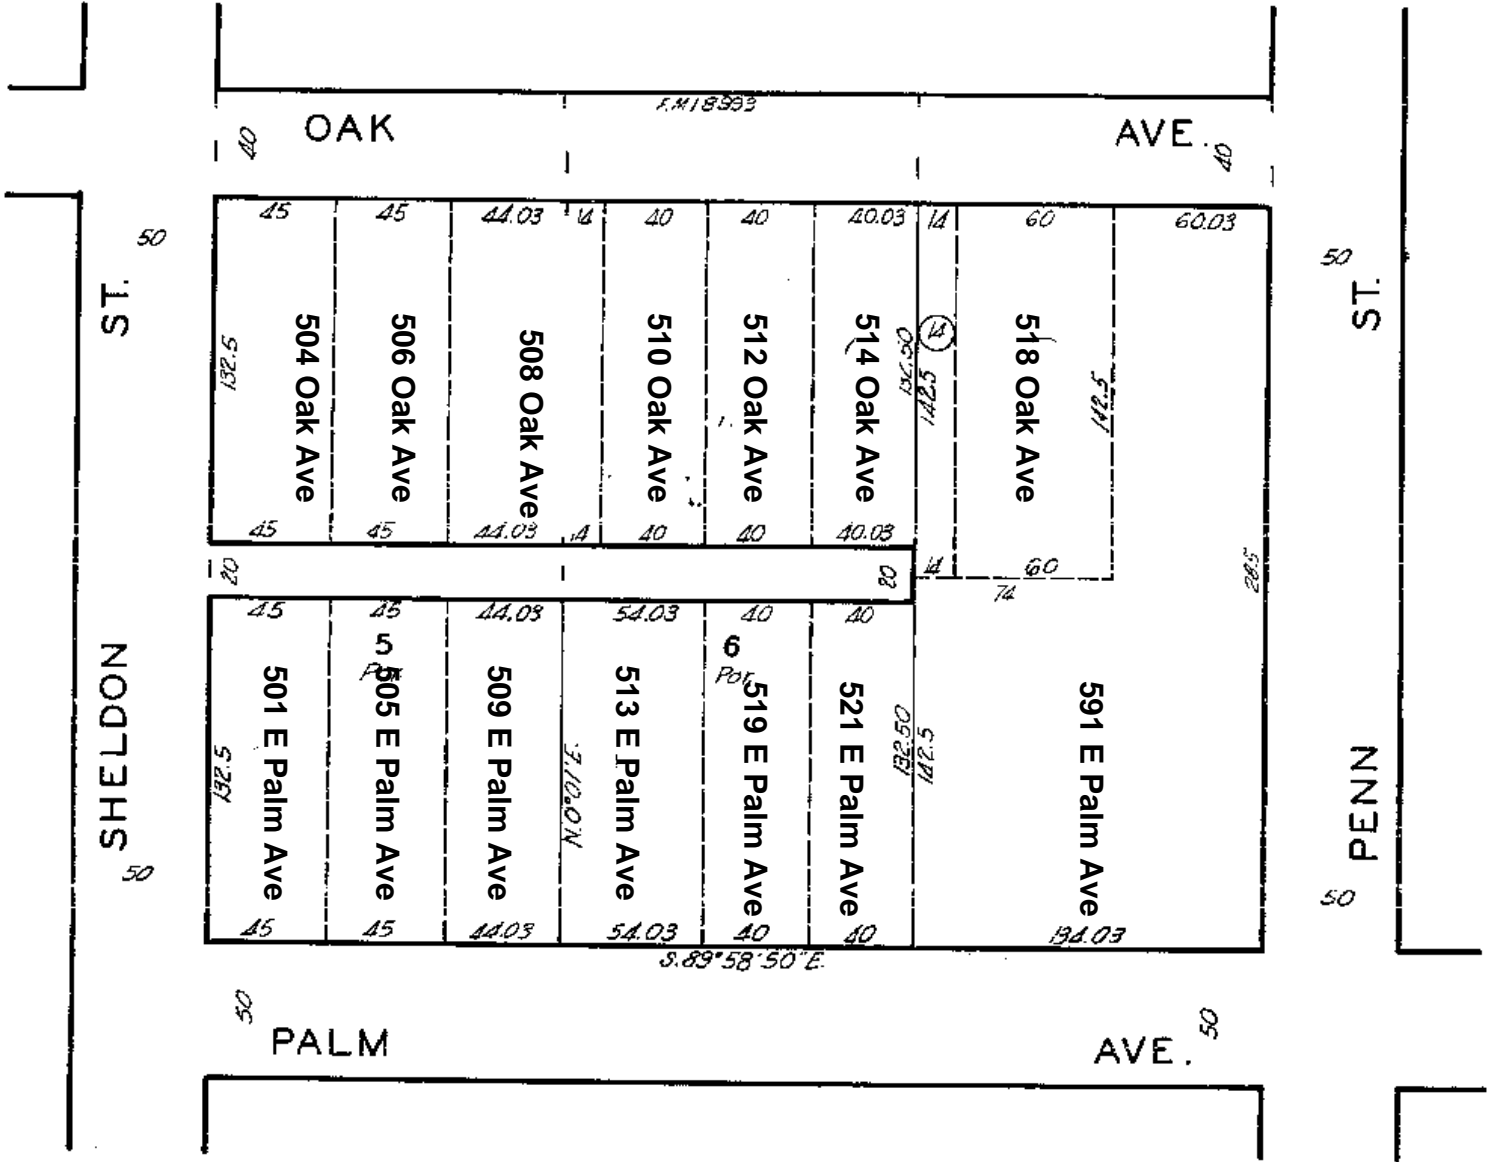 F.M.18993
OAK AVE.
40 40
45 45 44.03 14 40 40 40.03 14 60 60.03
50 50
ST. ST.
132.5 504 Oak Ave 506 Oak Ave 508 Oak Ave 510 Oak Ave 512 Oak Ave 514 Oak Ave 132.50 142.5 14 518 Oak Ave 142.5
45 45 44.03 14 40 40 40.03
20 20 14 60 285
74
45 45 44.03 54.03 40 40
5 6
Por. Por.
SHELDON 132.5 501 E Palm Ave 505 E Palm Ave 509 E Palm Ave N.0°01'E. 513 E Palm Ave 519 E Palm Ave 521 E Palm Ave 132.50 142.5 591 E Palm Ave PENN
50 50
45 45 44.03 54.03 40 40 134.03
S.89°58'50"E.
50 50
PALM AVE.